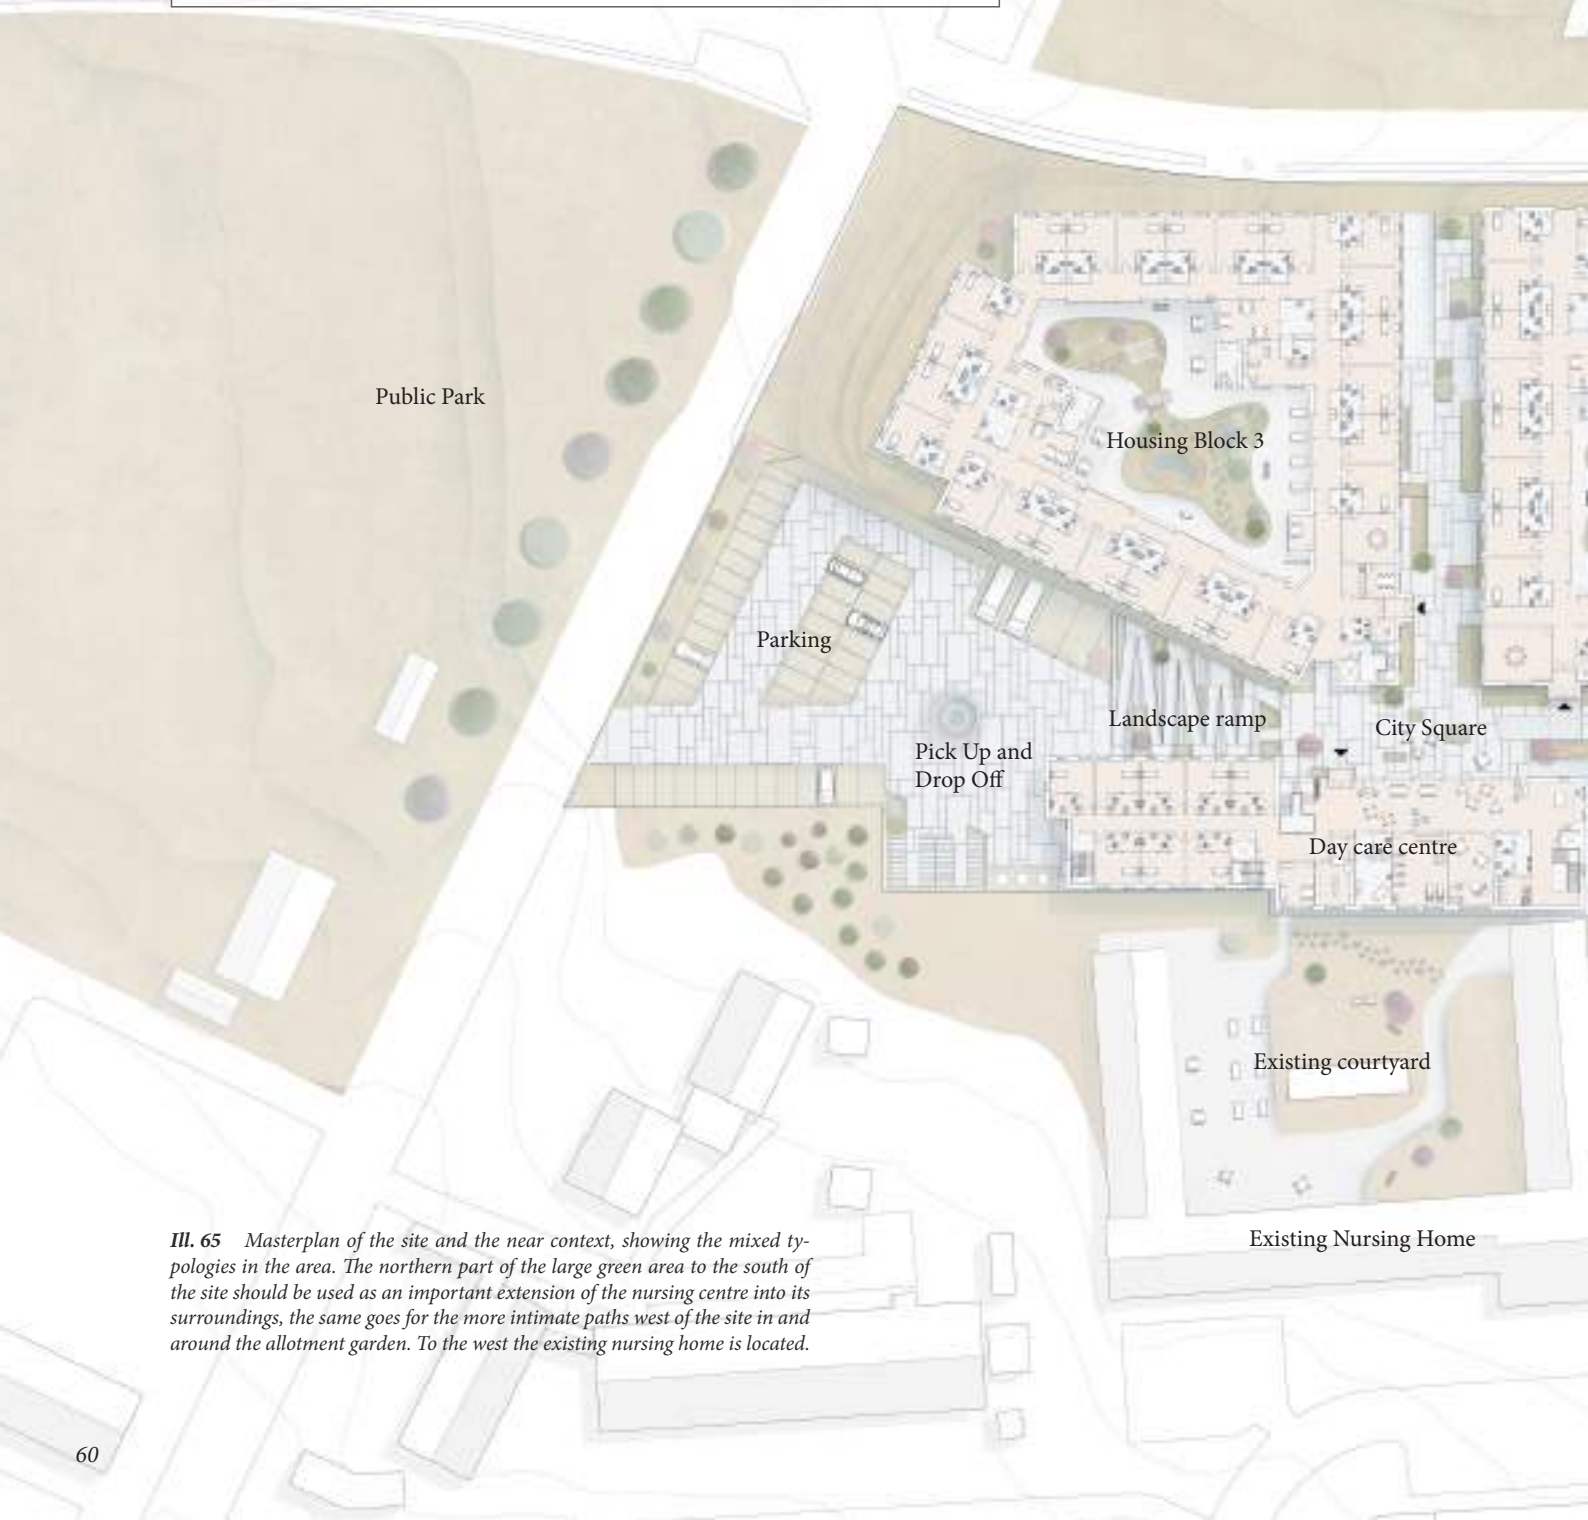 Public Park
Housing Block 3
Parking
Landscape ramp
City Square
Pick Up and
Drop Off
Day care centre
Existing courtyard
Existing Nursing Home
Ill. 65 Masterplan of the site and the near context, showing the mixed ty-
pologies in the area. The northern part of the large green area to the south of
the site should be used as an important extension of the nursing centre into its
surroundings, the same goes for the more intimate paths west of the site in and
around the allotment garden. To the west the existing nursing home is located.
60